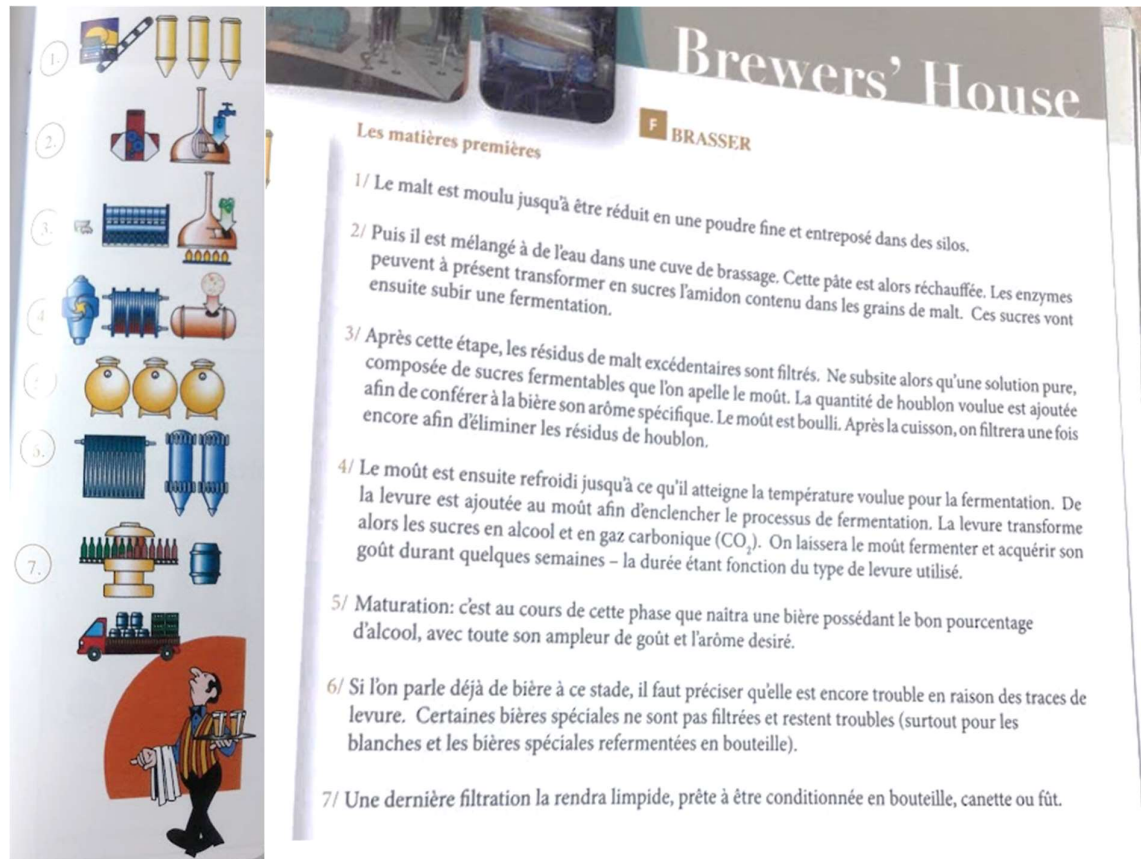 1.
2.
3.
4
5.
6.
7.
Brewers' House
F BRASSER
Les matières premières
1/ Le malt est moulu jusqu'à être réduit en une poudre fine et entreposé dans des silos.
2/ Puis il est mélangé à de l'eau dans une cuve de brassage. Cette pâte est alors réchauffée. Les enzymes
peuvent à présent transformer en sucres l'amidon contenu dans les grains de malt. Ces sucres vont
ensuite subir une fermentation.
3/ Après cette étape, les résidus de malt excédentaires sont filtrés. Ne subsite alors qu'une solution pure,
composée de sucres fermentables que l'on apelle le moût. La quantité de houblon voulue est ajoutée
afin de conférer à la bière son arôme spécifique. Le moût est boulli. Après la cuisson, on filtrera une fois
encore afin d'éliminer les résidus de houblon.
4/ Le moût est ensuite refroidi jusqu'à ce qu'il atteigne la température voulue pour la fermentation. De
la levure est ajoutée au moût afin d'enclencher le processus de fermentation. La levure transforme
alors les sucres en alcool et en gaz carbonique (CO₂). On laissera le moût fermenter et acquérir son
goût durant quelques semaines – la durée étant fonction du type de levure utilisé.
5/ Maturation: c'est au cours de cette phase que naîtra une bière possédant le bon pourcentage
d'alcool, avec toute son ampleur de goût et l'arôme desiré.
6/ Si l'on parle déjà de bière à ce stade, il faut préciser qu'elle est encore trouble en raison des traces de
levure. Certaines bières spéciales ne sont pas filtrées et restent troubles (surtout pour les
blanches et les bières spéciales refermentées en bouteille).
7/ Une dernière filtration la rendra limpide, prête à être conditionnée en bouteille, canette ou fût.